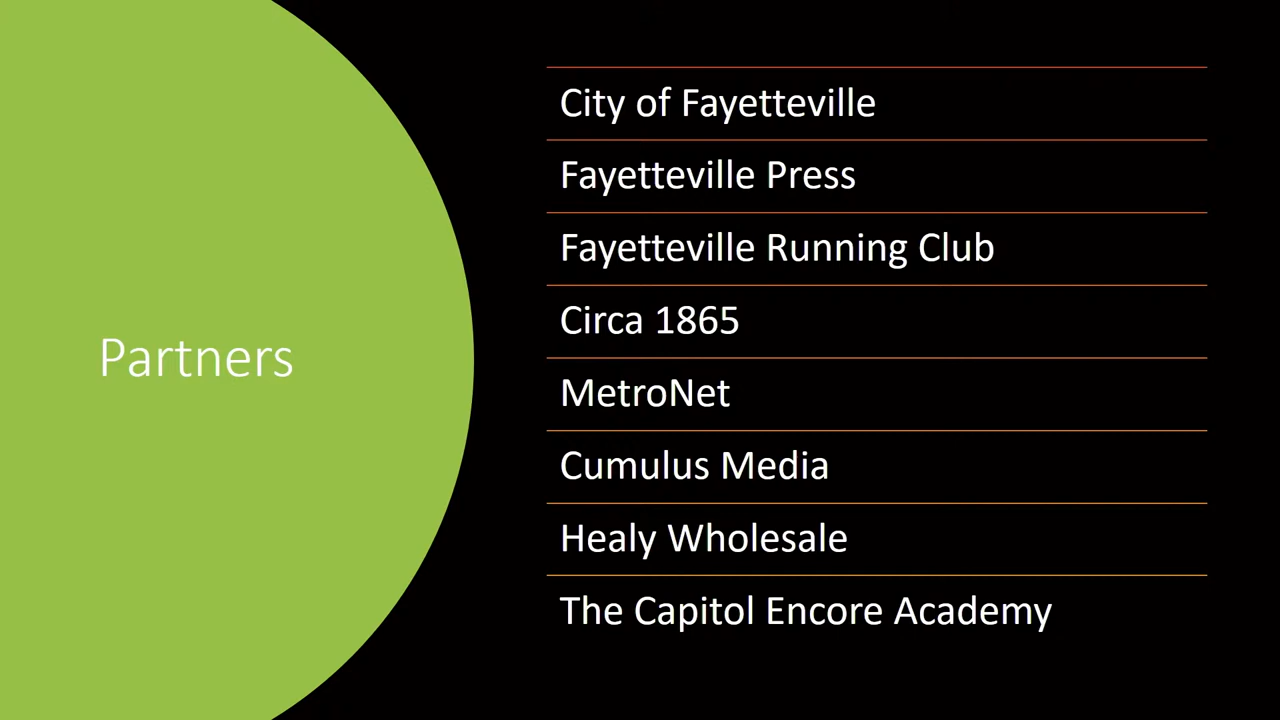 Partners
City of Fayetteville
Fayetteville Press
Fayetteville Running Club
Circa 1865
MetroNet
Cumulus Media
Healy Wholesale
The Capitol Encore Academy